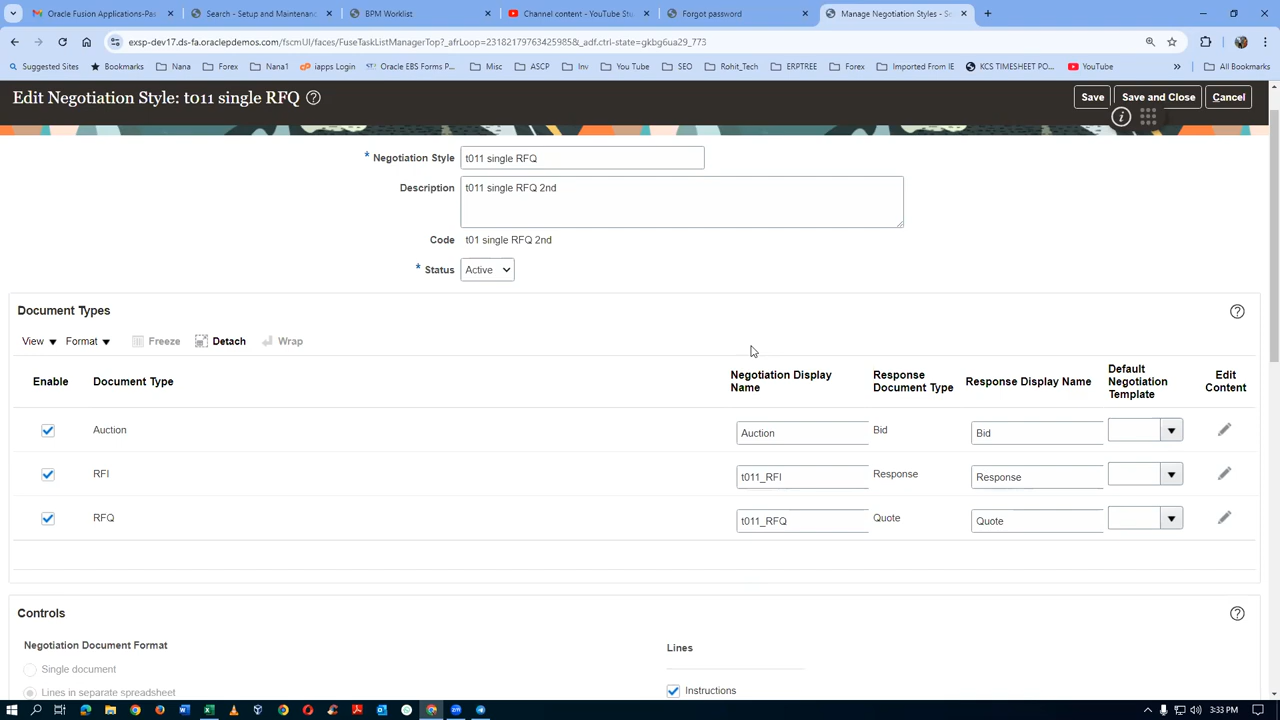 Oracle Fusion Applications-Pas
Search - Setup and Maintenanc
BPM Worklist
Channel content - YouTube Stu
Forgot password
Manage Negotiation Styles - Se
exsp-dev17.ds-fa.oraclepdemos.com/fscmUI/faces/FuseTaskListManagerTop?_afrLoop=23182179763425985&_adf.ctrl-state=gkbg6ua29_773
Suggested Sites
Bookmarks
Nana
Forex
Nana1
iapps Login
Oracle EBS Forms P...
Misc
ASCP
Inv
You Tube
SEO
Rohit_Tech
ERPTREE
Forex
Imported From IE
KCS TIMESHEET PO...
YouTube
All Bookmarks
Edit Negotiation Style: t011 single RFQ
Save
Save and Close
Cancel
* Negotiation Style t011 single RFQ
Description t011 single RFQ 2nd
Code t01 single RFQ 2nd
* Status Active
Document Types
View Format Freeze Detach Wrap
Enable
Document Type
Negotiation Display Name
Response Document Type
Response Display Name
Default Negotiation Template
Edit Content
Auction Auction Bid Bid
RFI t011_RFI Response Response
RFQ t011_RFQ Quote Quote
Controls
Negotiation Document Format
Lines
Single document
Instructions
Lines in separate spreadsheet
3:33 PM